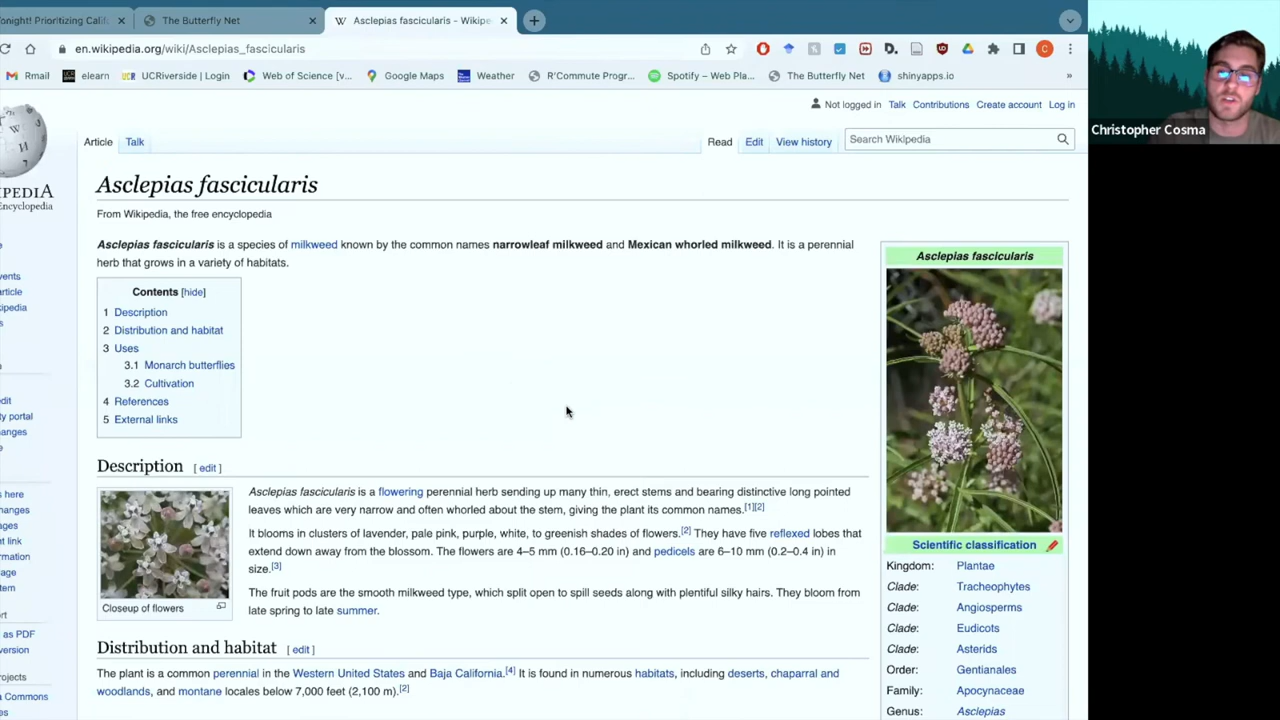 Tonight! Prioritizing Calif
The Butterfly Net
Asclepias fascicularis - Wikipe
en.wikipedia.org/wiki/Asclepias_fascicularis
Rmail
elearn
UCRiverside | Login
Web of Science [v...
Google Maps
Weather
R'Commute Progr...
Spotify – Web Pla...
The Butterfly Net
shinyapps.io
»
Christopher Cosma
Not logged in Talk Contributions Create account Log in
Article Talk
Read Edit View history
Search Wikipedia
IPEDIA
Encyclopedia
Asclepias fascicularis
From Wikipedia, the free encyclopedia
Asclepias fascicularis is a species of milkweed known by the common names narrowleaf milkweed and Mexican whorled milkweed. It is a perennial
herb that grows in a variety of habitats.
Contents [hide]
1 Description
2 Distribution and habitat
3 Uses
3.1 Monarch butterflies
3.2 Cultivation
4 References
5 External links
Description [ edit ]
Asclepias fascicularis is a flowering perennial herb sending up many thin, erect stems and bearing distinctive long pointed
leaves which are very narrow and often whorled about the stem, giving the plant its common names.[1][2]
It blooms in clusters of lavender, pale pink, purple, white, to greenish shades of flowers.[2] They have five reflexed lobes that
extend down away from the blossom. The flowers are 4–5 mm (0.16–0.20 in) and pedicels are 6–10 mm (0.2–0.4 in) in
size.[3]
The fruit pods are the smooth milkweed type, which split open to spill seeds along with plentiful silky hairs. They bloom from
late spring to late summer.
Closeup of flowers
Distribution and habitat [ edit ]
The plant is a common perennial in the Western United States and Baja California.[4] It is found in numerous habitats, including deserts, chaparral and
woodlands, and montane locales below 7,000 feet (2,100 m).[2]
Asclepias fascicularis
Scientific classification
Kingdom: Plantae
Clade: Tracheophytes
Clade: Angiosperms
Clade: Eudicots
Clade: Asterids
Order: Gentianales
Family: Apocynaceae
Genus: Asclepias